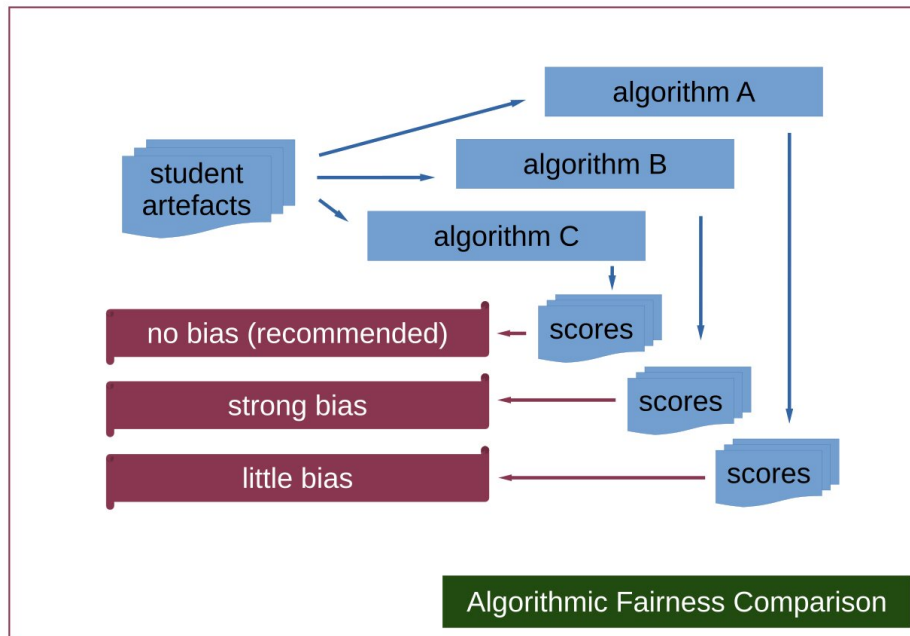 algorithm A
algorithm B
student
artefacts
algorithm C
scores
no bias (recommended)
scores
strong bias
scores
little bias
Algorithmic Fairness Comparison